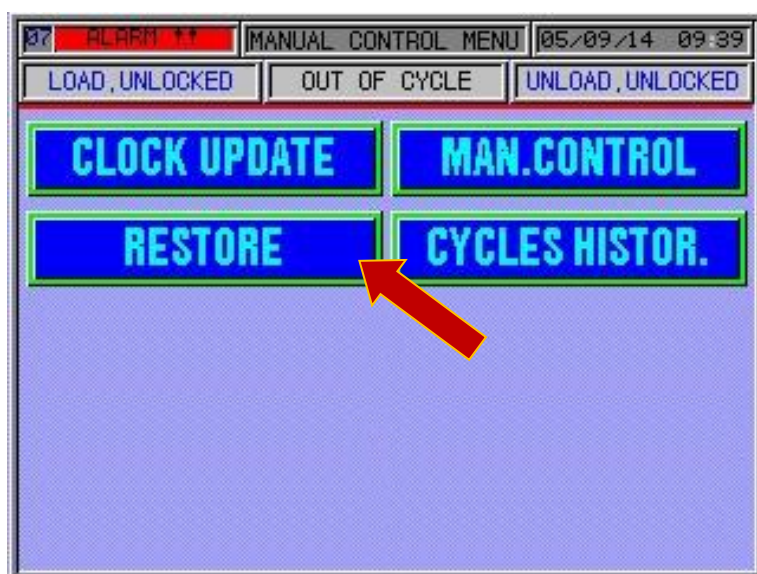 07 ALARM !! MANUAL CONTROL MENU 05/09/14 09:39
LOAD,UNLOCKED OUT OF CYCLE UNLOAD,UNLOCKED
CLOCK UPDATE MAN.CONTROL
RESTORE CYCLES HISTOR.